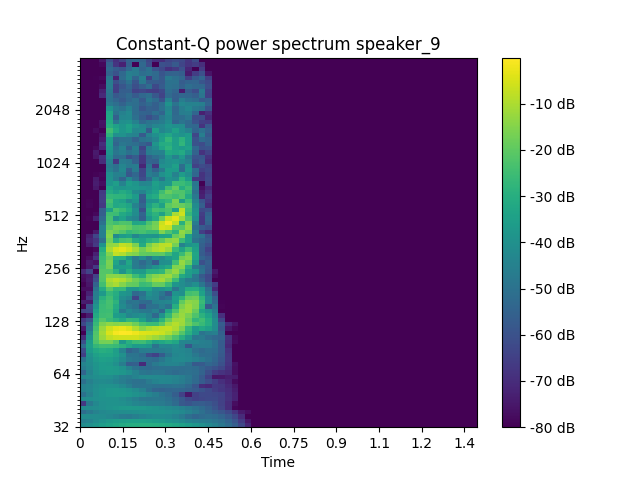 Constant-Q power spectrum speaker_9
Hz
2048
1024
512
256
128
64
32
0 0.15 0.3 0.45 0.6 0.75 0.9 1.1 1.2 1.4
Time
-10 dB
-20 dB
-30 dB
-40 dB
-50 dB
-60 dB
-70 dB
-80 dB